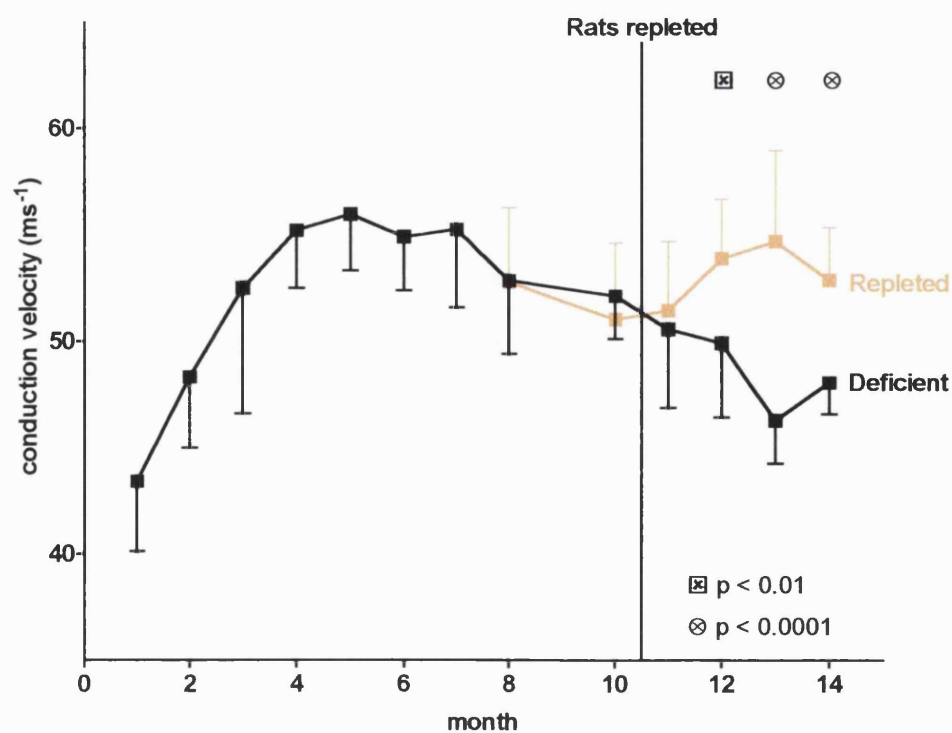 Rats repleted
60
50
40
conduction velocity (ms⁻¹)
Repleted
Deficient
p < 0.01
p < 0.0001
0 2 4 6 8 10 12 14
month